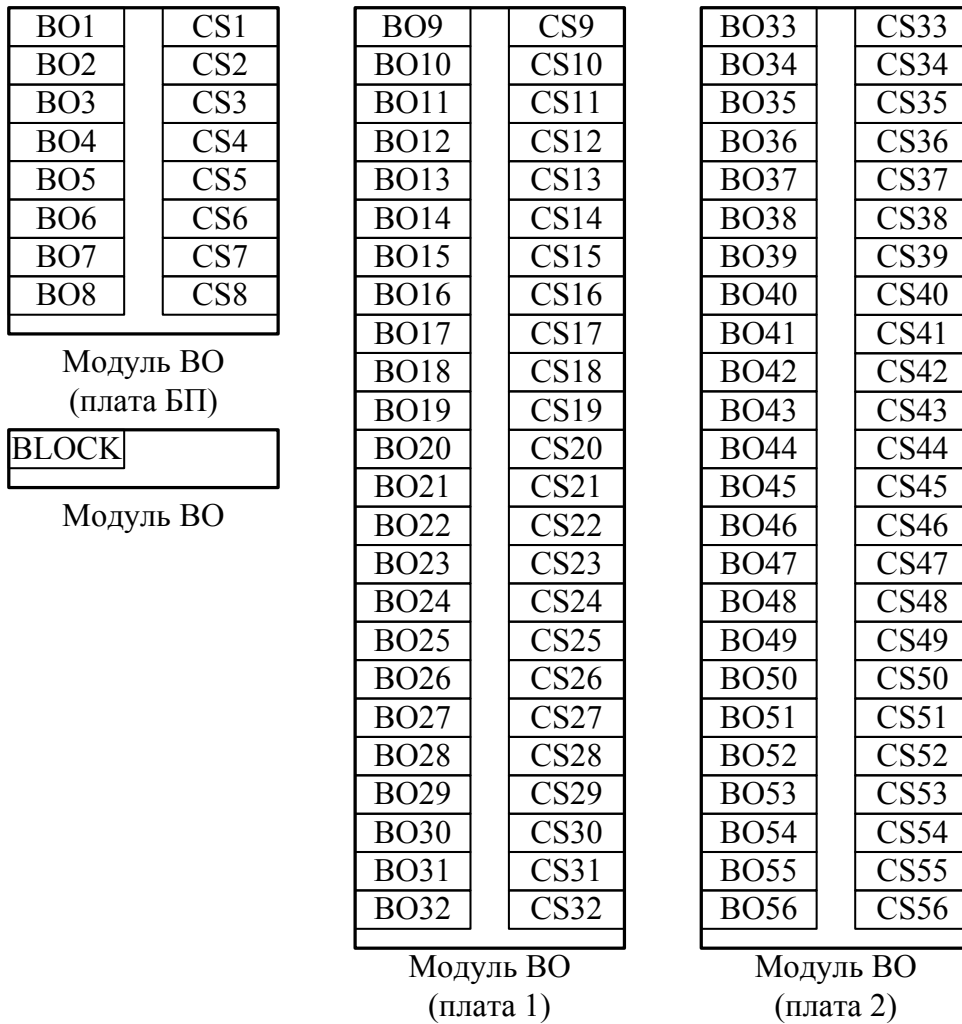 BO1 CS1
BO2 CS2
BO3 CS3
BO4 CS4
BO5 CS5
BO6 CS6
BO7 CS7
BO8 CS8
Модуль ВО
(плата БП)
BLOCK
Модуль ВО
BO9 CS9
BO10 CS10
BO11 CS11
BO12 CS12
BO13 CS13
BO14 CS14
BO15 CS15
BO16 CS16
BO17 CS17
BO18 CS18
BO19 CS19
BO20 CS20
BO21 CS21
BO22 CS22
BO23 CS23
BO24 CS24
BO25 CS25
BO26 CS26
BO27 CS27
BO28 CS28
BO29 CS29
BO30 CS30
BO31 CS31
BO32 CS32
Модуль ВО
(плата 1)
BO33 CS33
BO34 CS34
BO35 CS35
BO36 CS36
BO37 CS37
BO38 CS38
BO39 CS39
BO40 CS40
BO41 CS41
BO42 CS42
BO43 CS43
BO44 CS44
BO45 CS45
BO46 CS46
BO47 CS47
BO48 CS48
BO49 CS49
BO50 CS50
BO51 CS51
BO52 CS52
BO53 CS53
BO54 CS54
BO55 CS55
BO56 CS56
Модуль ВО
(плата 2)